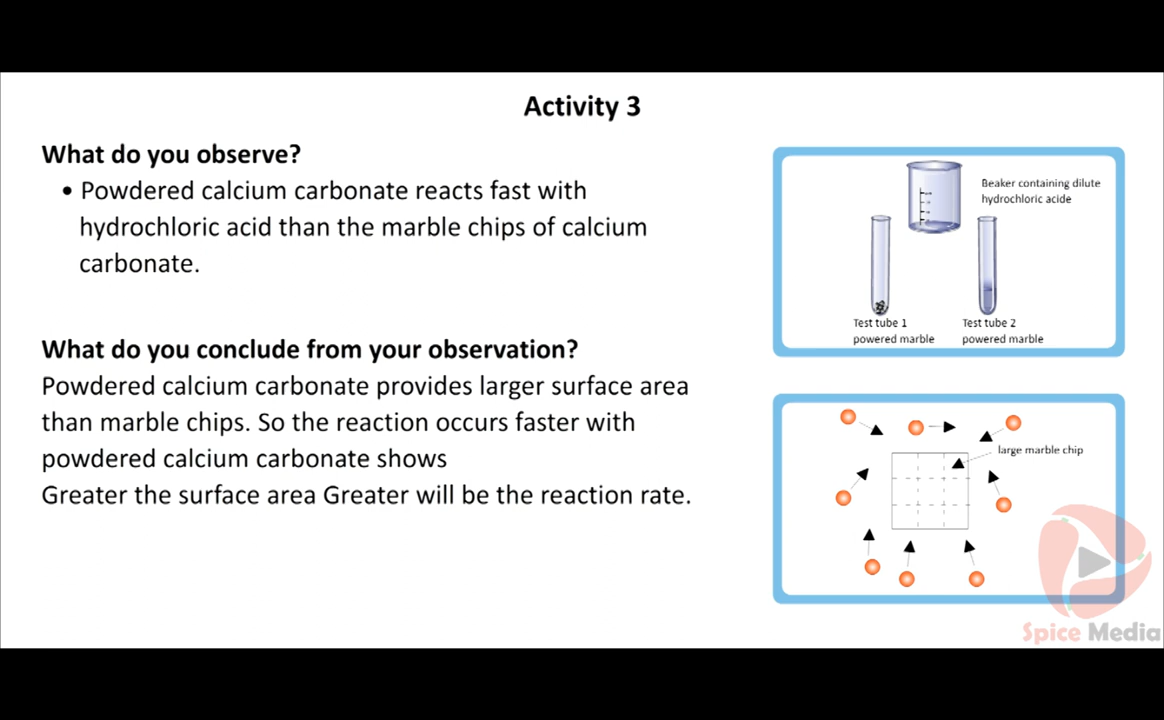 Activity 3
What do you observe?
• Powdered calcium carbonate reacts fast with
hydrochloric acid than the marble chips of calcium
carbonate.
What do you conclude from your observation?
Powdered calcium carbonate provides larger surface area
than marble chips. So the reaction occurs faster with
powdered calcium carbonate shows
Greater the surface area Greater will be the reaction rate.
Beaker containing dilute
hydrochloric acide
Test tube 1
powered marble
Test tube 2
powered marble
large marble chip
Spice Media